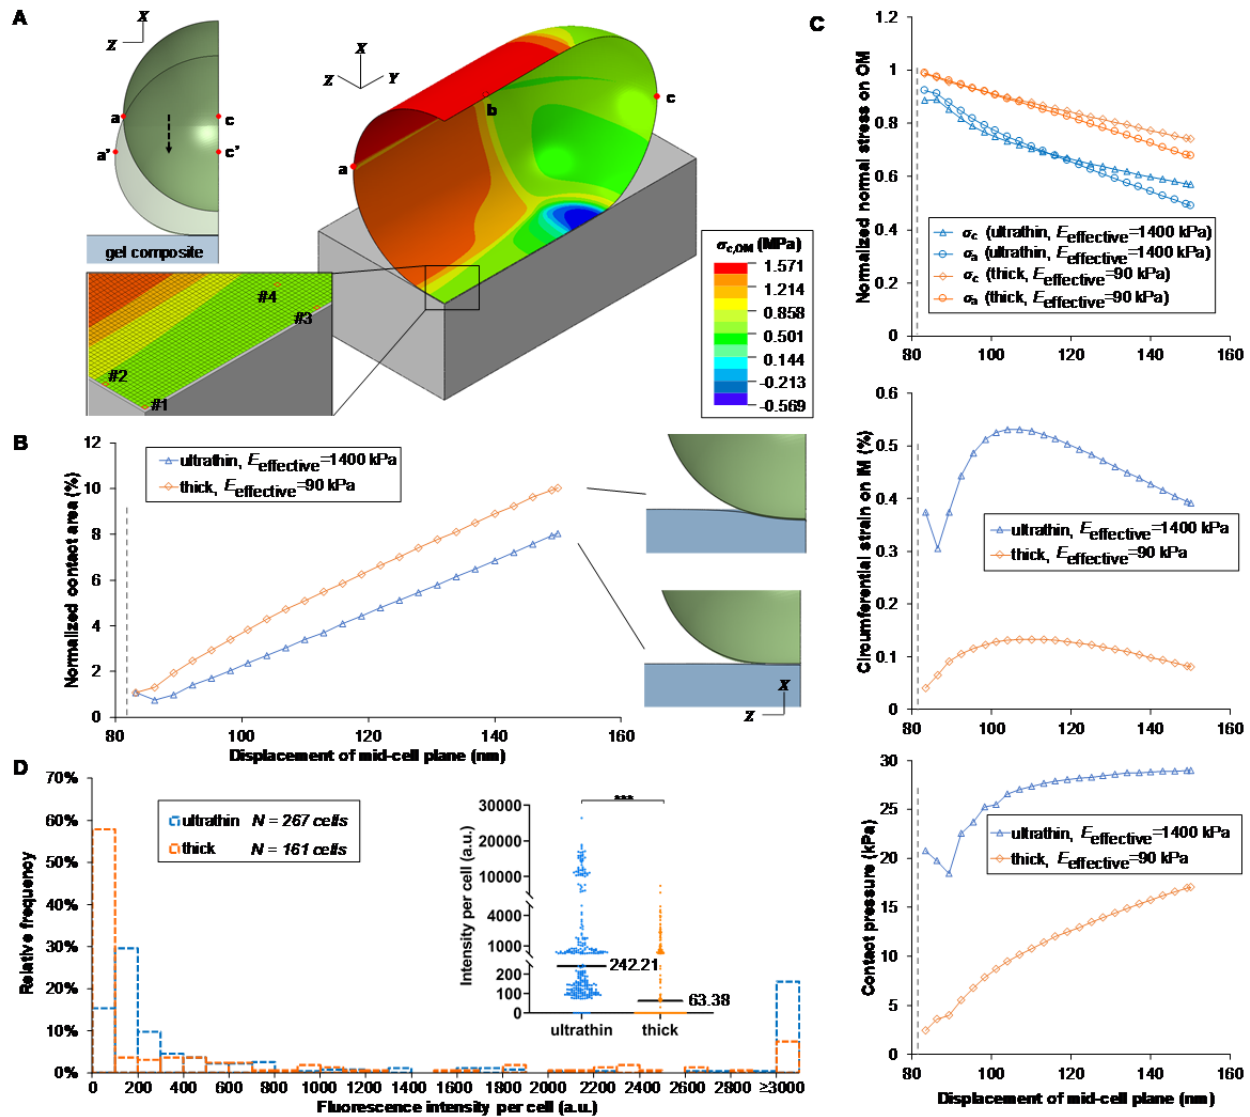 A
X
Z
a
c
a'
c'
gel composite
X
Z
Y
b
a
c
#4
#3
#2
#1
σc,OM (MPa)
1.571
1.214
0.858
0.501
0.144
-0.213
-0.569
B
Normalized contact area (%)
12
10
8
6
4
2
0
ultrathin, Eeffective=1400 kPa
thick, Eeffective=90 kPa
80
100
120
140
160
Displacement of mid-cell plane (nm)
X
Z
C
Normalized normal stress on OM
1.2
1
0.8
0.6
0.4
0.2
0
σc (ultrathin, Eeffective=1400 kPa)
σa (ultrathin, Eeffective=1400 kPa)
σc (thick, Eeffective=90 kPa)
σa (thick, Eeffective=90 kPa)
80
100
120
140
160
Circumferential strain on IM (%)
0.6
0.5
0.4
0.3
0.2
0.1
0
ultrathin, Eeffective=1400 kPa
thick, Eeffective=90 kPa
80
100
120
140
160
Contact pressure (kPa)
30
25
20
15
10
5
0
ultrathin, Eeffective=1400 kPa
thick, Eeffective=90 kPa
80
100
120
140
160
Displacement of mid-cell plane (nm)
D
Relative frequency
70%
60%
50%
40%
30%
20%
10%
0%
ultrathin N = 267 cells
thick N = 161 cells
0
200
400
600
800
1000
1200
1400
1600
1800
2000
2200
2400
2600
2800
≥3000
Fluorescence intensity per cell (a.u.)
Intensity per cell (a.u.)
30000
20000
10000
4000
1000
200
100
0
***
242.21
63.38
ultrathin
thick